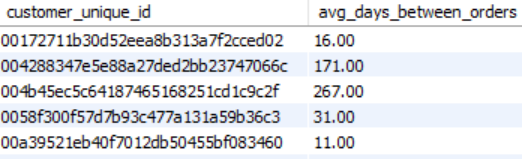 customer_unique_id avg_days_between_orders
00172711b30d52eea8b313a7f2cced02 16.00
004288347e5e88a27ded2bb23747066c 171.00
004b45ec5c64187465168251cd1c9c2f 267.00
0058f300f57d7b93c477a131a59b36c3 31.00
00a39521eb40f7012db50455bf083460 11.00